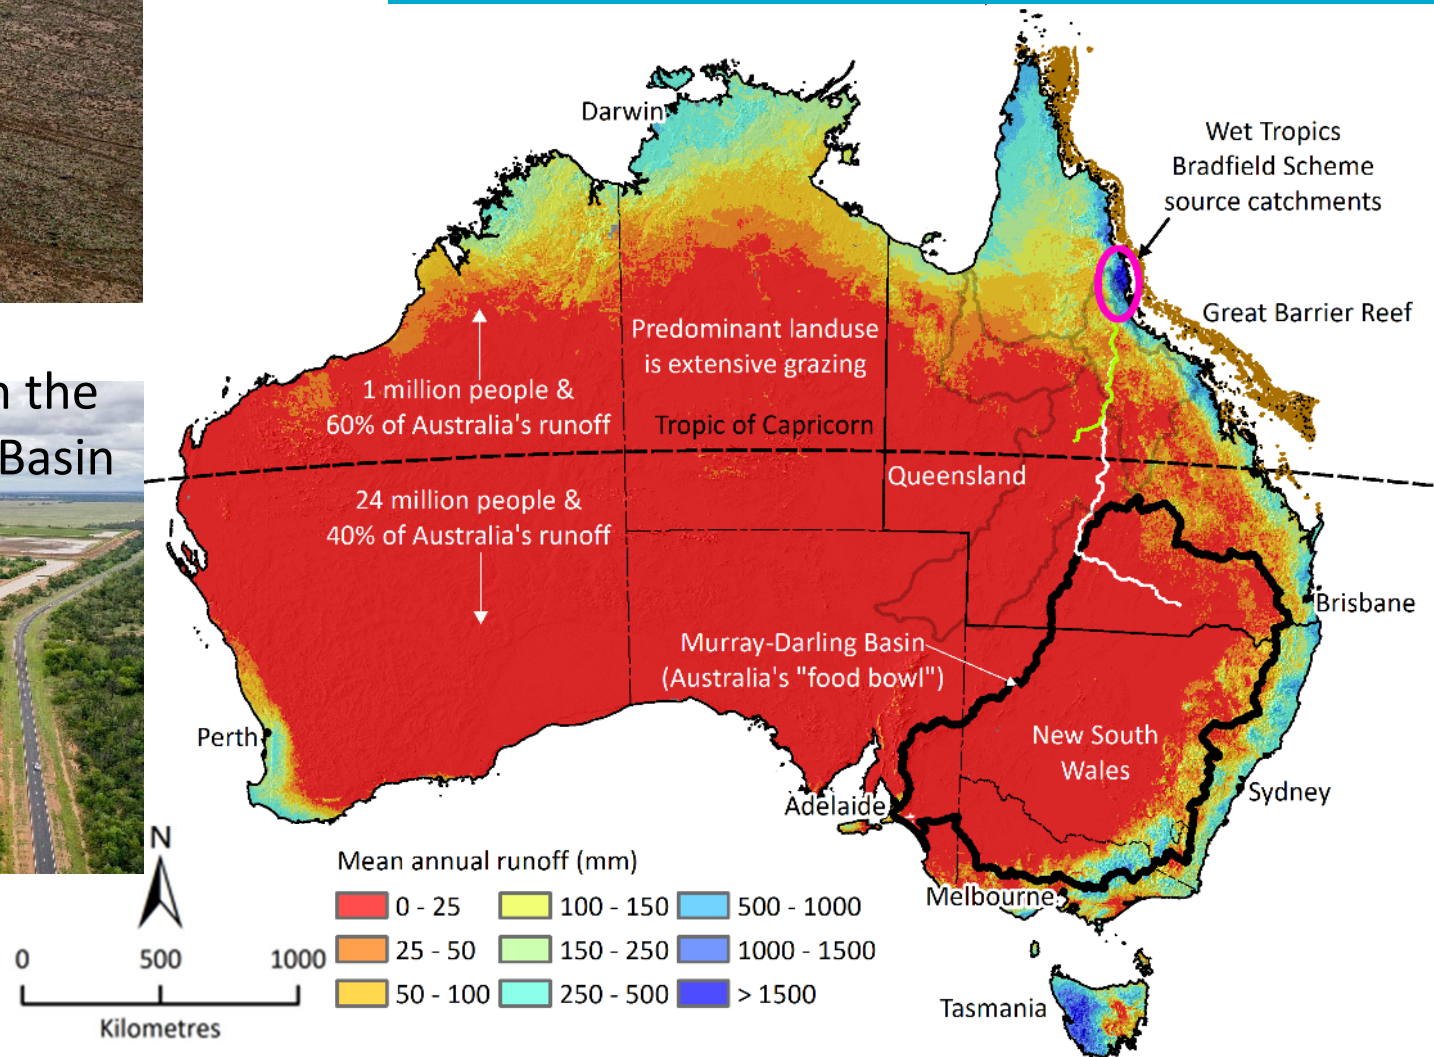 Darwin
Wet Tropics
Bradfield Scheme
source catchments
Great Barrier Reef
Predominant landuse
is extensive grazing
1 million people &
60% of Australia's runoff
Tropic of Capricorn
n the
Basin
Queensland
24 million people &
40% of Australia's runoff
Brisbane
Murray-Darling Basin
(Australia's "food bowl")
New South
Wales
Perth
Sydney
Adelaide
Melbourne
Tasmania
N
0 500 1000
Kilometres
Mean annual runoff (mm)
0 - 25
25 - 50
50 - 100
100 - 150
150 - 250
250 - 500
500 - 1000
1000 - 1500
> 1500